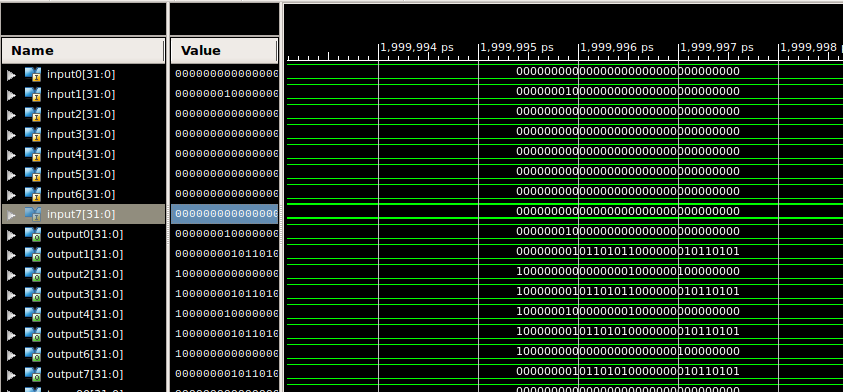 Name Value
1,999,994 ps 1,999,995 ps 1,999,996 ps 1,999,997 ps 1,999,998 ps
input0[31:0] 000000000000000 00000000000000000000000000000000
input1[31:0] 000000010000000 00000001000000000000000000000000
input2[31:0] 000000000000000 00000000000000000000000000000000
input3[31:0] 000000000000000 00000000000000000000000000000000
input4[31:0] 000000000000000 00000000000000000000000000000000
input5[31:0] 000000000000000 00000000000000000000000000000000
input6[31:0] 000000000000000 00000000000000000000000000000000
input7[31:0] 000000000000000 00000000000000000000000000000000
output0[31:0] 000000010000000 00000001000000000000000000000000
output1[31:0] 000000001011010 00000000101101011000000010110101
output2[31:0] 100000000000000 10000000000000001000000100000000
output3[31:0] 100000001011010 10000000101101011000000010110101
output4[31:0] 100000010000000 10000001000000001000000000000000
output5[31:0] 100000001011010 10000000101101010000000010110101
output6[31:0] 100000000000000 10000000000000000000000100000000
output7[31:0] 000000001011010 00000000101101010000000010110101